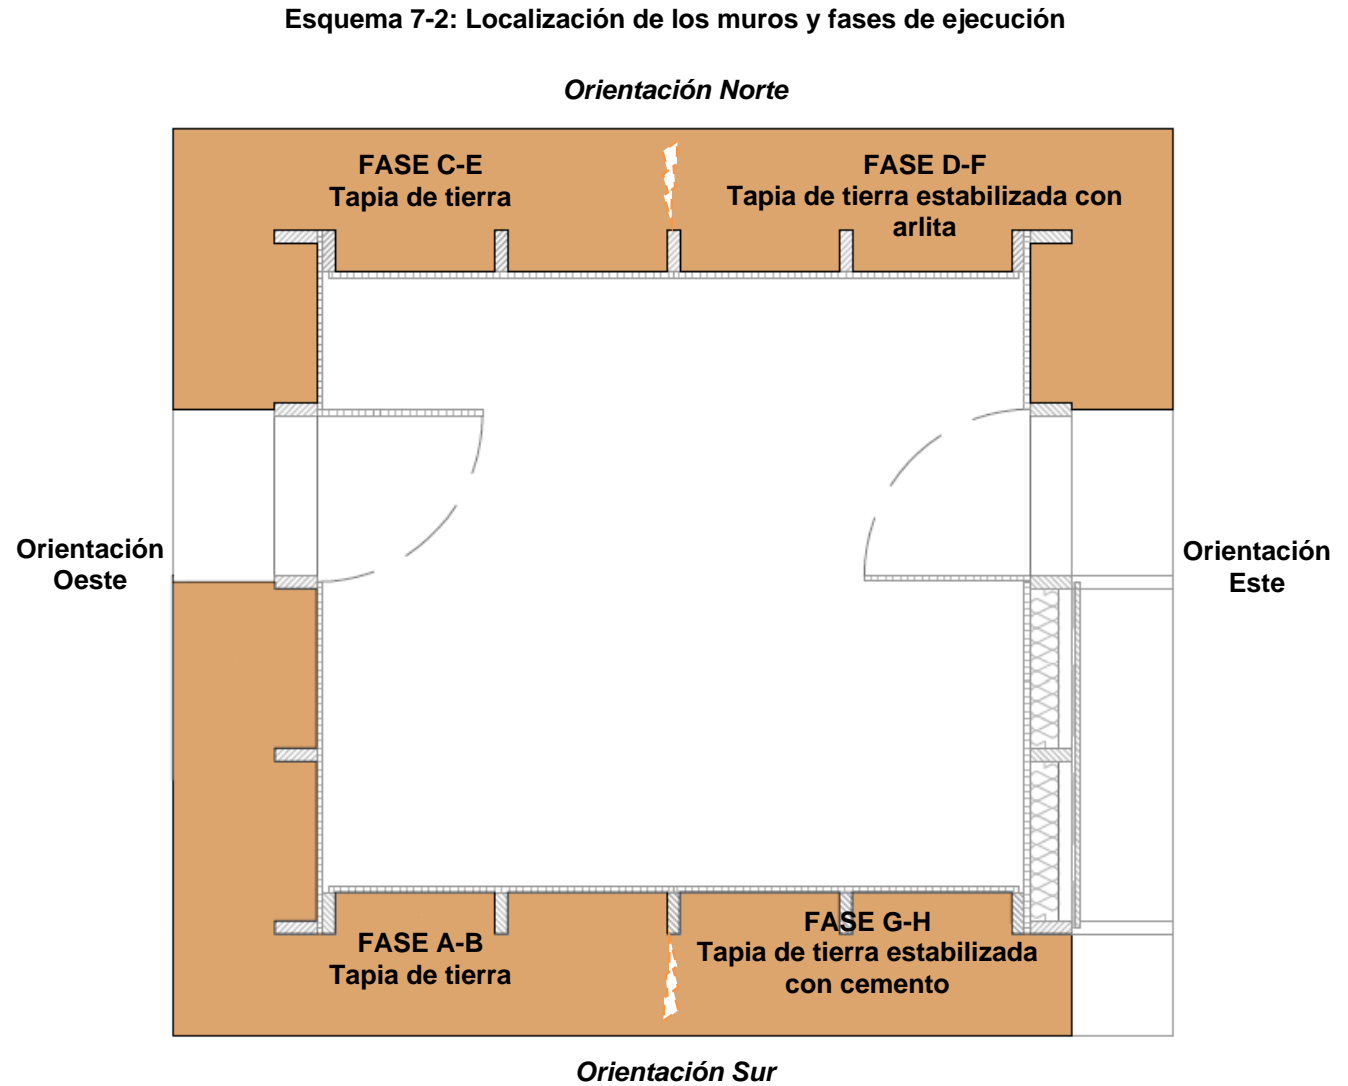 Esquema 7-2: Localización de los muros y fases de ejecución
Orientación Norte
FASE C-E
Tapia de tierra
FASE D-F
Tapia de tierra estabilizada con
arlita
Orientación
Oeste
Orientación
Este
FASE A-B
Tapia de tierra
FASE G-H
Tapia de tierra estabilizada
con cemento
Orientación Sur